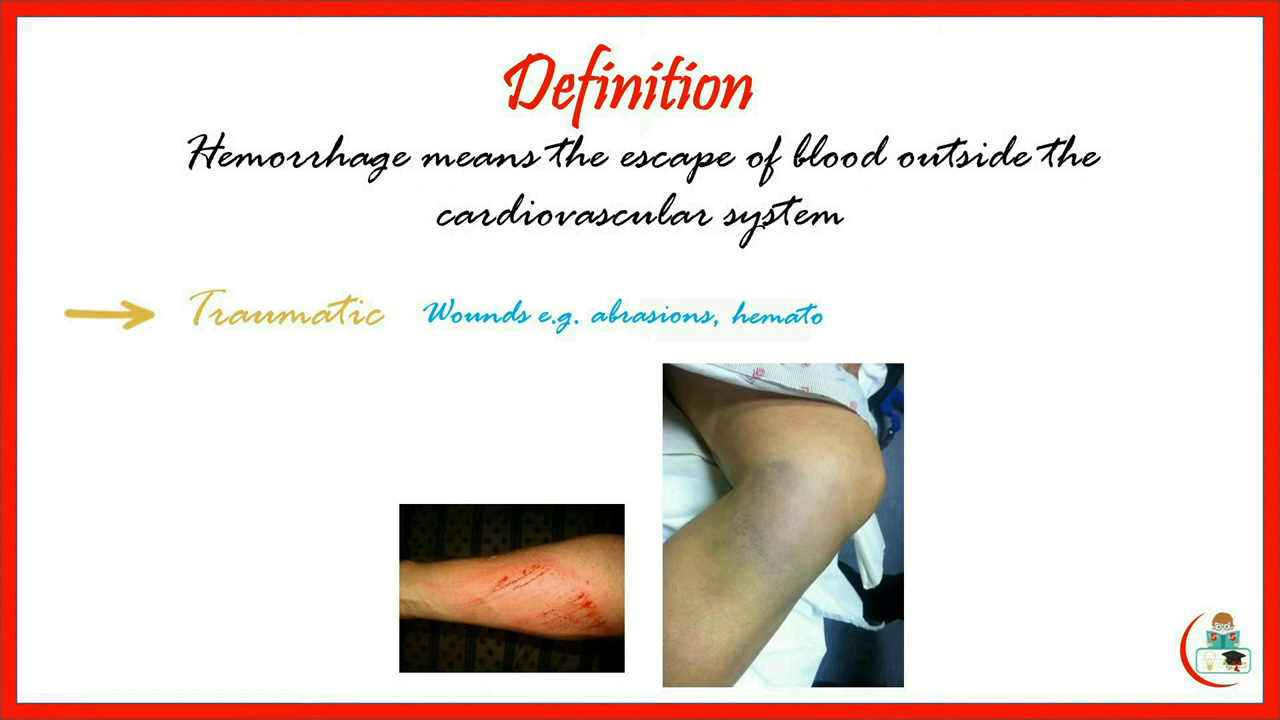 Definition
Hemorrhage means the escape of blood outside the
cardiovascular system
Traumatic Wounds e.g. abrasions, hemato